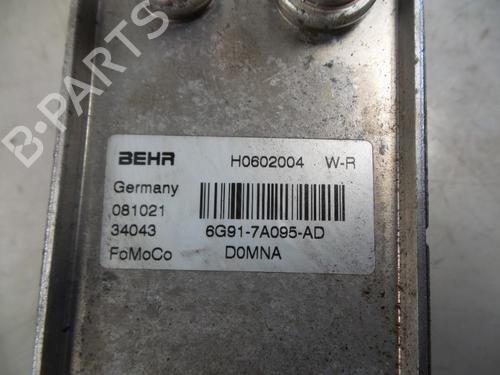 B-PARTS
BEHR H0602004 W-R
Germany
081021
34043 6G91-7A095-AD
FoMoCo D0MNA